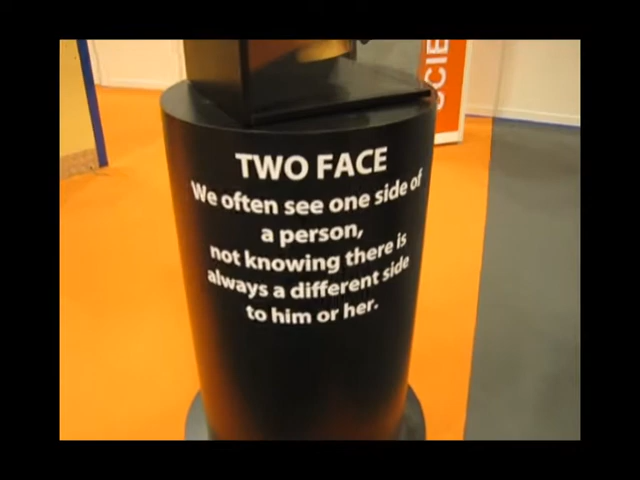 TWO FACE
We often see one side of
a person,
not knowing there is
always a different side
to him or her.